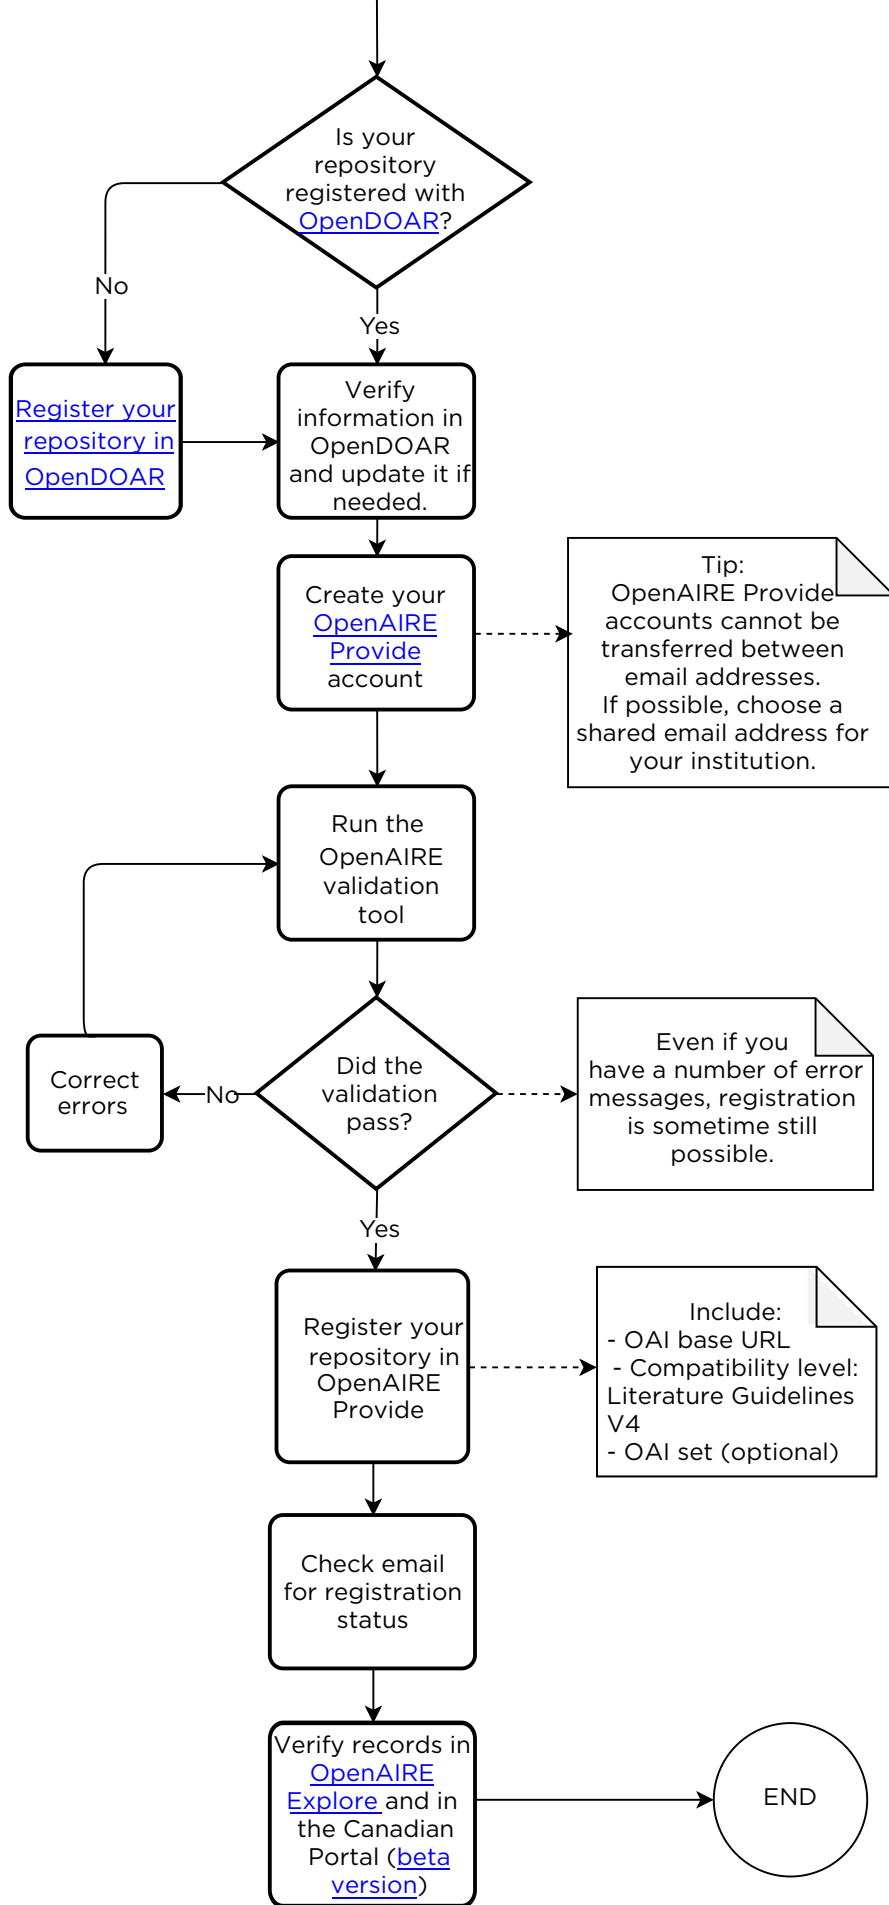 Is your
repository
registered with
OpenDOAR?
No
Yes
Register your
repository in
OpenDOAR
Verify
information in
OpenDOAR
and update it if
needed.
Create your
OpenAIRE
Provide
account
Tip:
OpenAIRE Provide
accounts cannot be
transferred between
email addresses.
If possible, choose a
shared email address for
your institution.
Run the
OpenAIRE
validation
tool
Did the
validation
pass?
No
Correct
errors
Even if you
have a number of error
messages, registration
is sometime still
possible.
Yes
Register your
repository in
OpenAIRE
Provide
Include:
- OAI base URL
- Compatibility level:
Literature Guidelines
V4
- OAI set (optional)
Check email
for registration
status
Verify records in
OpenAIRE
Explore and in
the Canadian
Portal (beta
version)
END